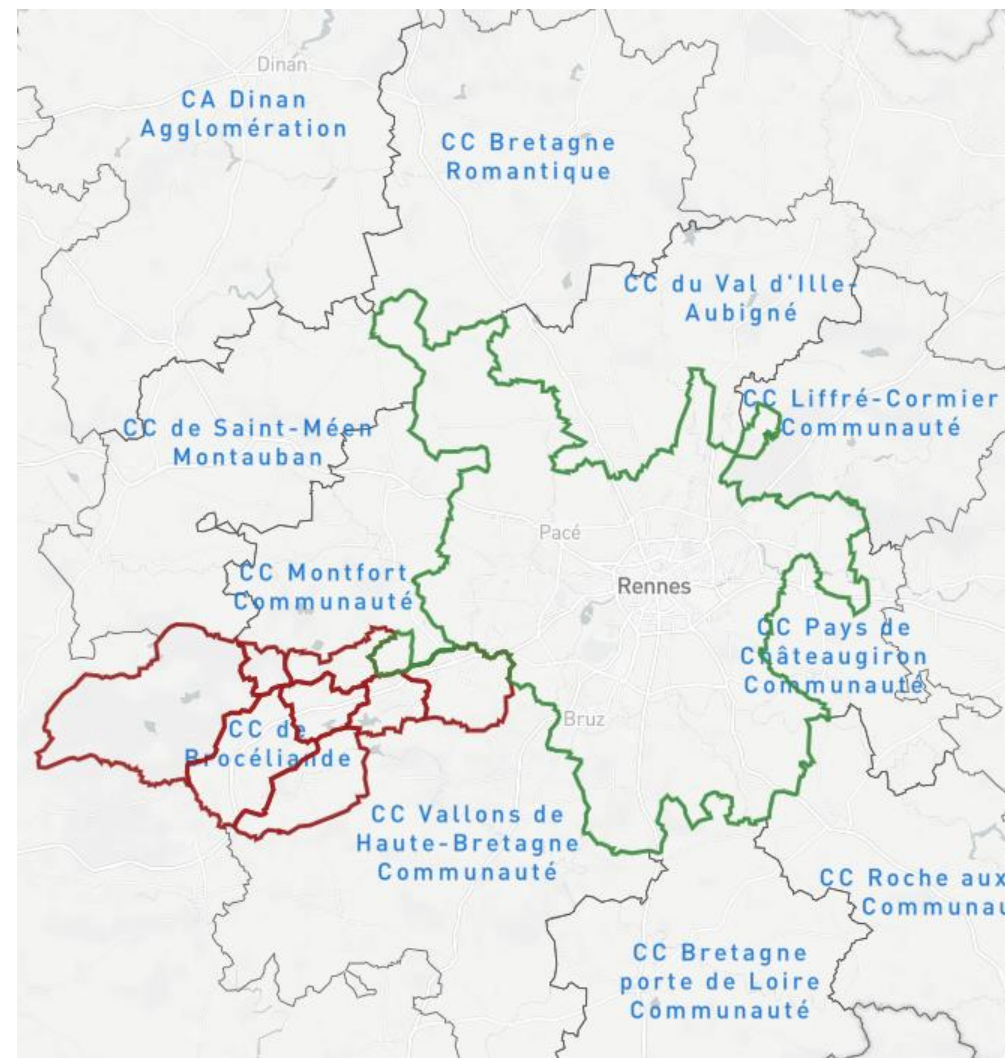 Dinan
CA Dinan
Agglomération
CC Bretagne
Romantique
CC du Val d'Ille-
Aubigné
CC Liffré-Cormier
Communauté
CC de Saint-Méen
Montauban
Pacé
CC Montfort
Communauté
Rennes
CC Pays de
Châteaugiron
Communauté
Bruz
CC de
Brocéliande
CC Vallons de
Haute-Bretagne
Communauté
CC Roche aux
Communau
CC Bretagne
porte de Loire
Communauté